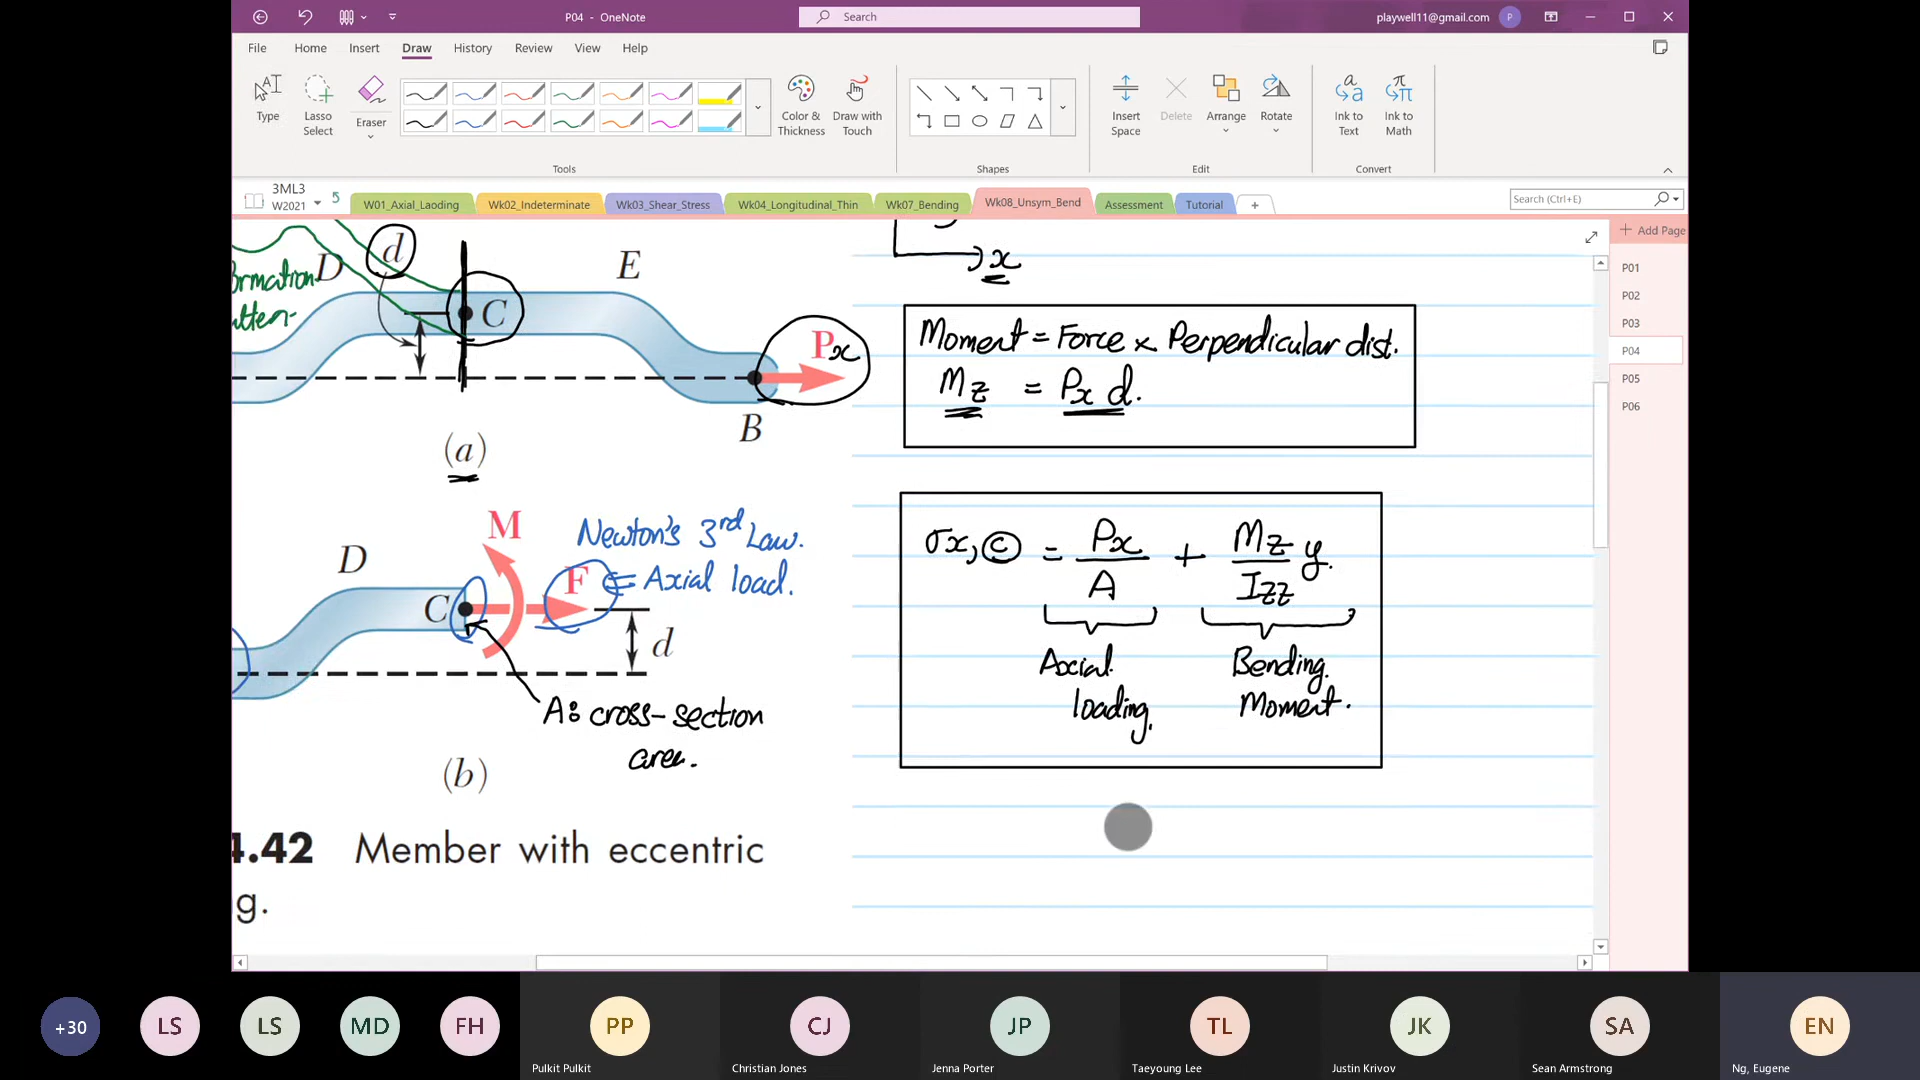 P04 - OneNote
Search
playwell11@gmail.com
P
File Home Insert Draw History Review View Help
Type
Lasso Select
Eraser
Color & Thickness
Draw with Touch
Insert Space
Delete
Arrange
Rotate
Ink to Text
Ink to Math
Tools
Shapes
Edit
Convert
3ML3
W2021
W01_Axial_Laoding
Wk02_Indeterminate
Wk03_Shear_Stress
Wk04_Longitudinal_Thin
Wk07_Bending
Wk08_Unsym_Bend
Assessment
Tutorial
+
Search (Ctrl+E)
+ Add Page
P01
P02
P03
P04
P05
P06
d
D
E
C
Px
B
(a)
x
Moment = Force × Perpendicular dist.
Mz = Px d.
M
Newton's 3rd Law.
F ⇐ Axial load.
D
C
d
A: cross-section
area.
(b)
σx,© = Px/A + Mz/Izz y.
Axial loading.
Bending Moment.
4.42 Member with eccentric
g.
+30
LS
LS
MD
FH
PP
CJ
JP
TL
JK
SA
EN
Pulkit Pulkit
Christian Jones
Jenna Porter
Taeyoung Lee
Justin Krivov
Sean Armstrong
Ng, Eugene